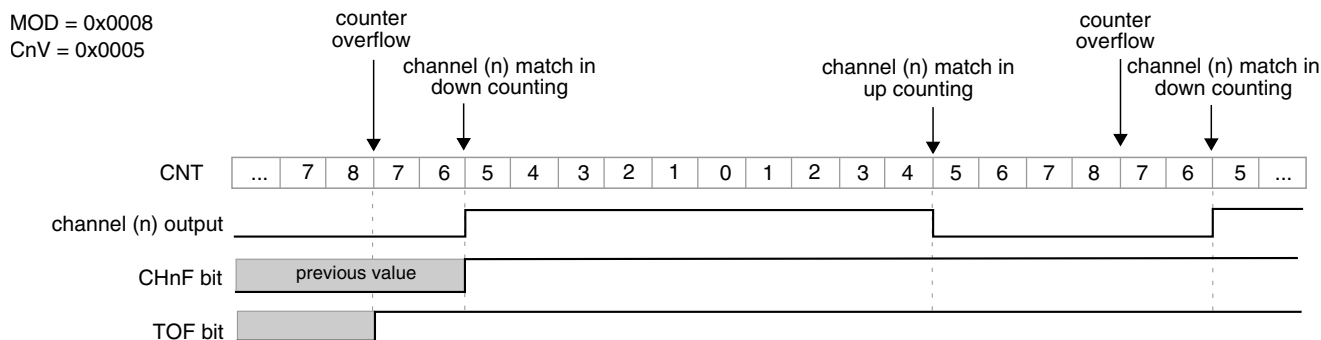 MOD = 0x0008
CnV = 0x0005
counter
overflow
channel (n) match in
down counting
channel (n) match in
up counting
counter
overflow
channel (n) match in
down counting
CNT ... 7 8 7 6 5 4 3 2 1 0 1 2 3 4 5 6 7 8 7 6 5 ...
channel (n) output
CHnF bit previous value
TOF bit